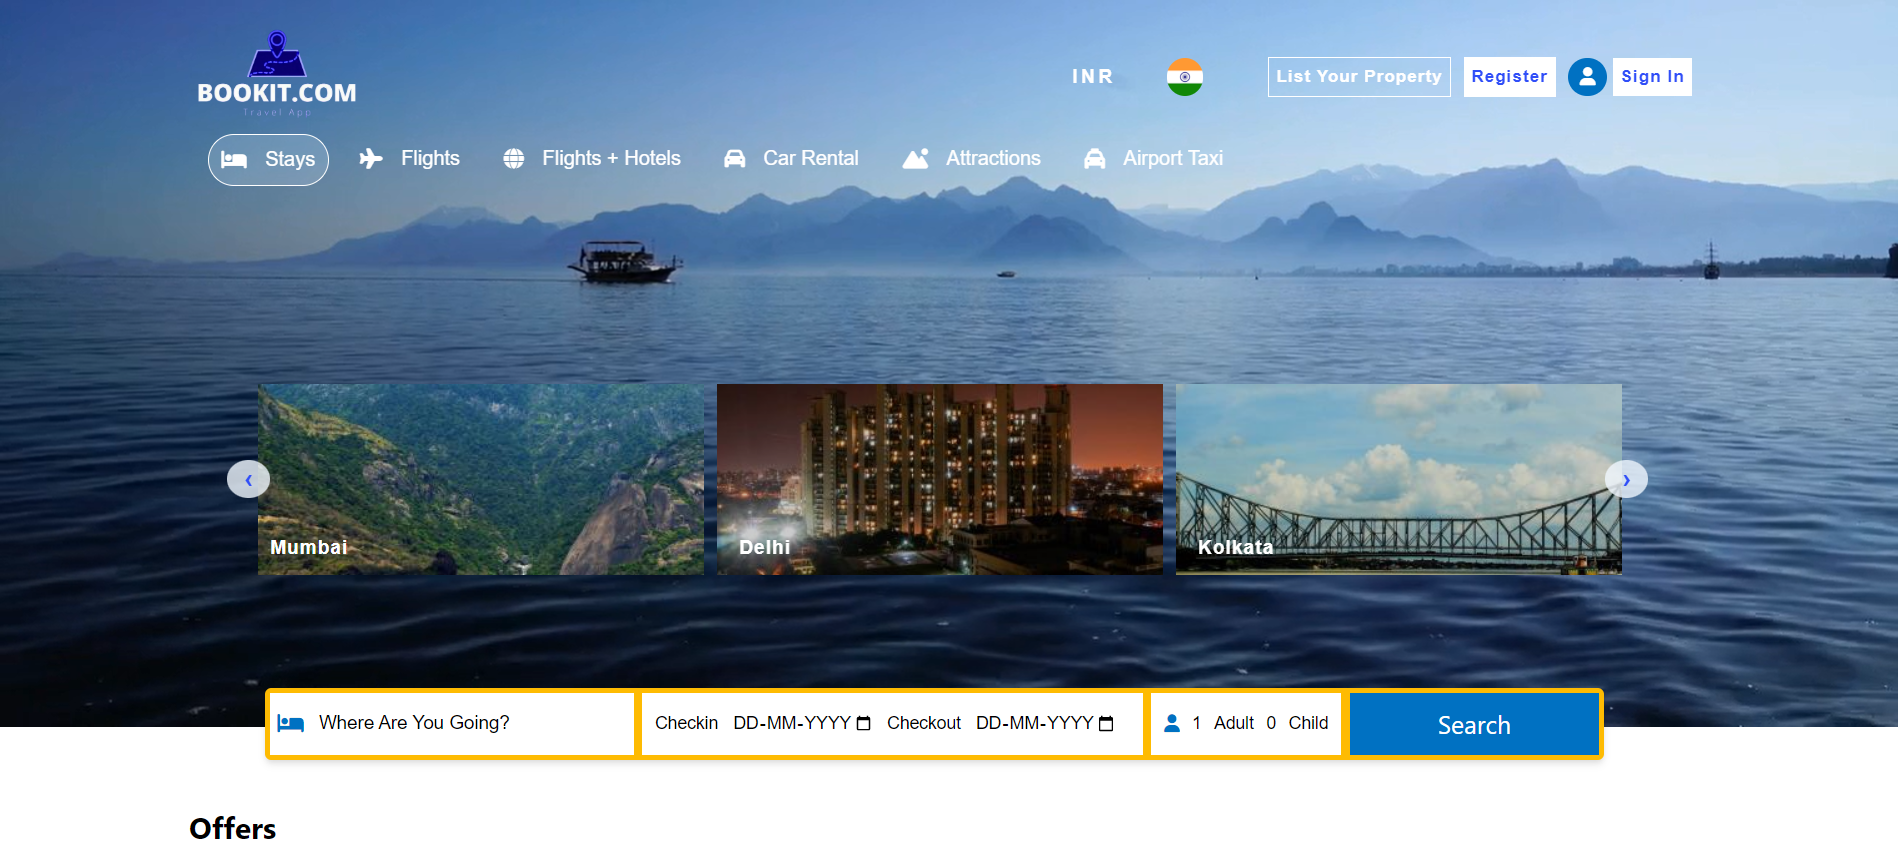 BOOKIT.COM
Travel App
INR
List Your Property
Register
Sign In
Stays
Flights
Flights + Hotels
Car Rental
Attractions
Airport Taxi
‹
›
Mumbai
Delhi
Kolkata
Where Are You Going?
Checkin DD-MM-YYYY Checkout DD-MM-YYYY
1 Adult 0 Child
Search
Offers